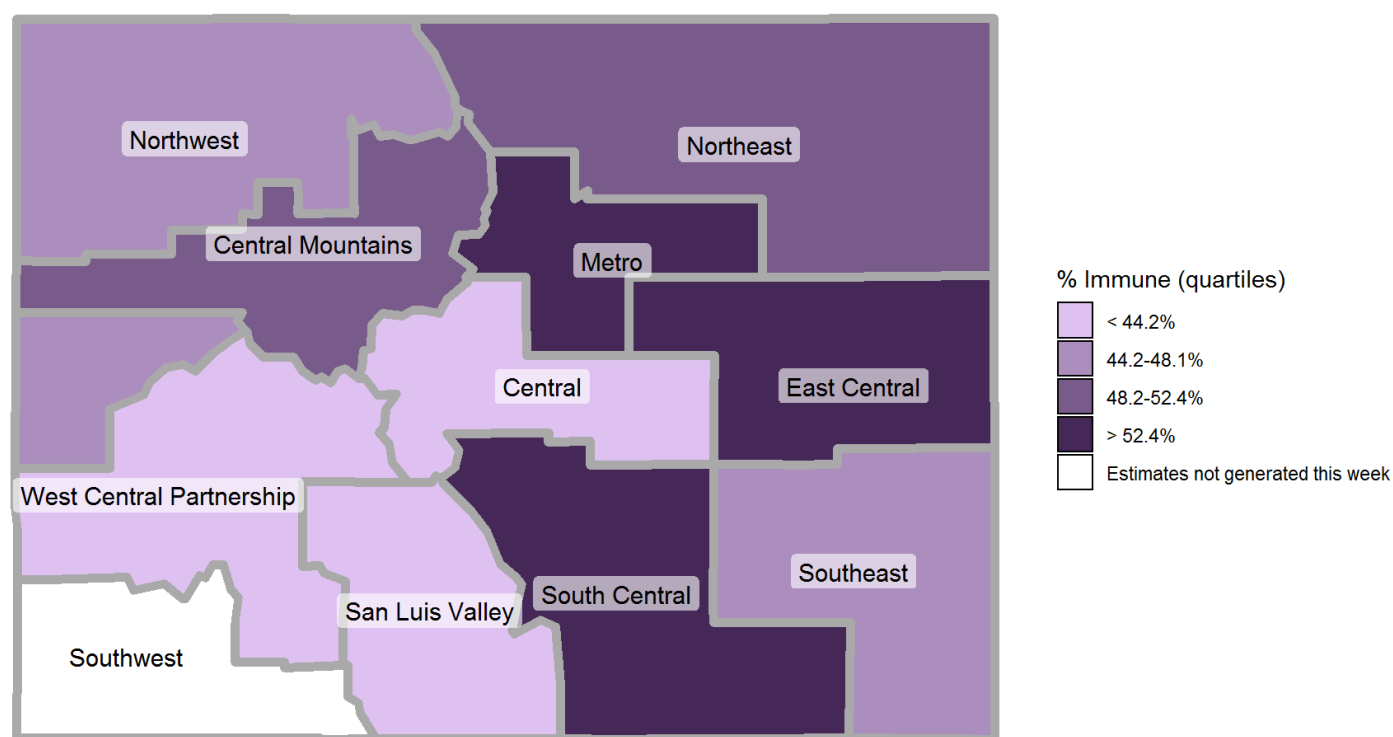 Northwest
Northeast
Central Mountains
Metro
Central
East Central
West Central Partnership
Southeast
South Central
San Luis Valley
Southwest
% Immune (quartiles)
< 44.2%
44.2-48.1%
48.2-52.4%
> 52.4%
Estimates not generated this week